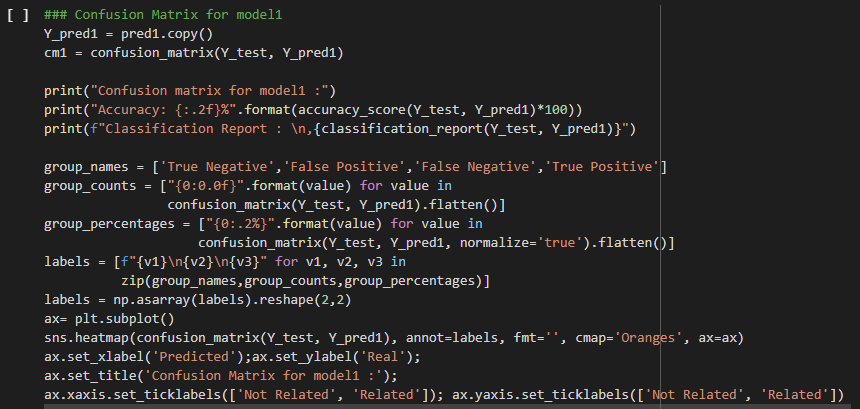 [ ] ### Confusion Matrix for model1
Y_pred1 = pred1.copy()
cm1 = confusion_matrix(Y_test, Y_pred1)
print("Confusion matrix for model1 :")
print("Accuracy: {:.2f}%".format(accuracy_score(Y_test, Y_pred1)*100))
print(f"Classification Report : \n,{classification_report(Y_test, Y_pred1)}")
group_names = ['True Negative','False Positive','False Negative','True Positive']
group_counts = ["{0:0.0f}".format(value) for value in
confusion_matrix(Y_test, Y_pred1).flatten()]
group_percentages = ["{0:.2%}".format(value) for value in
confusion_matrix(Y_test, Y_pred1, normalize='true').flatten()]
labels = [f"{v1}\n{v2}\n{v3}" for v1, v2, v3 in
zip(group_names,group_counts,group_percentages)]
labels = np.asarray(labels).reshape(2,2)
ax= plt.subplot()
sns.heatmap(confusion_matrix(Y_test, Y_pred1), annot=labels, fmt='', cmap='Oranges', ax=ax)
ax.set_xlabel('Predicted');ax.set_ylabel('Real');
ax.set_title('Confusion Matrix for model1 :');
ax.xaxis.set_ticklabels(['Not Related', 'Related']); ax.yaxis.set_ticklabels(['Not Related', 'Related'])